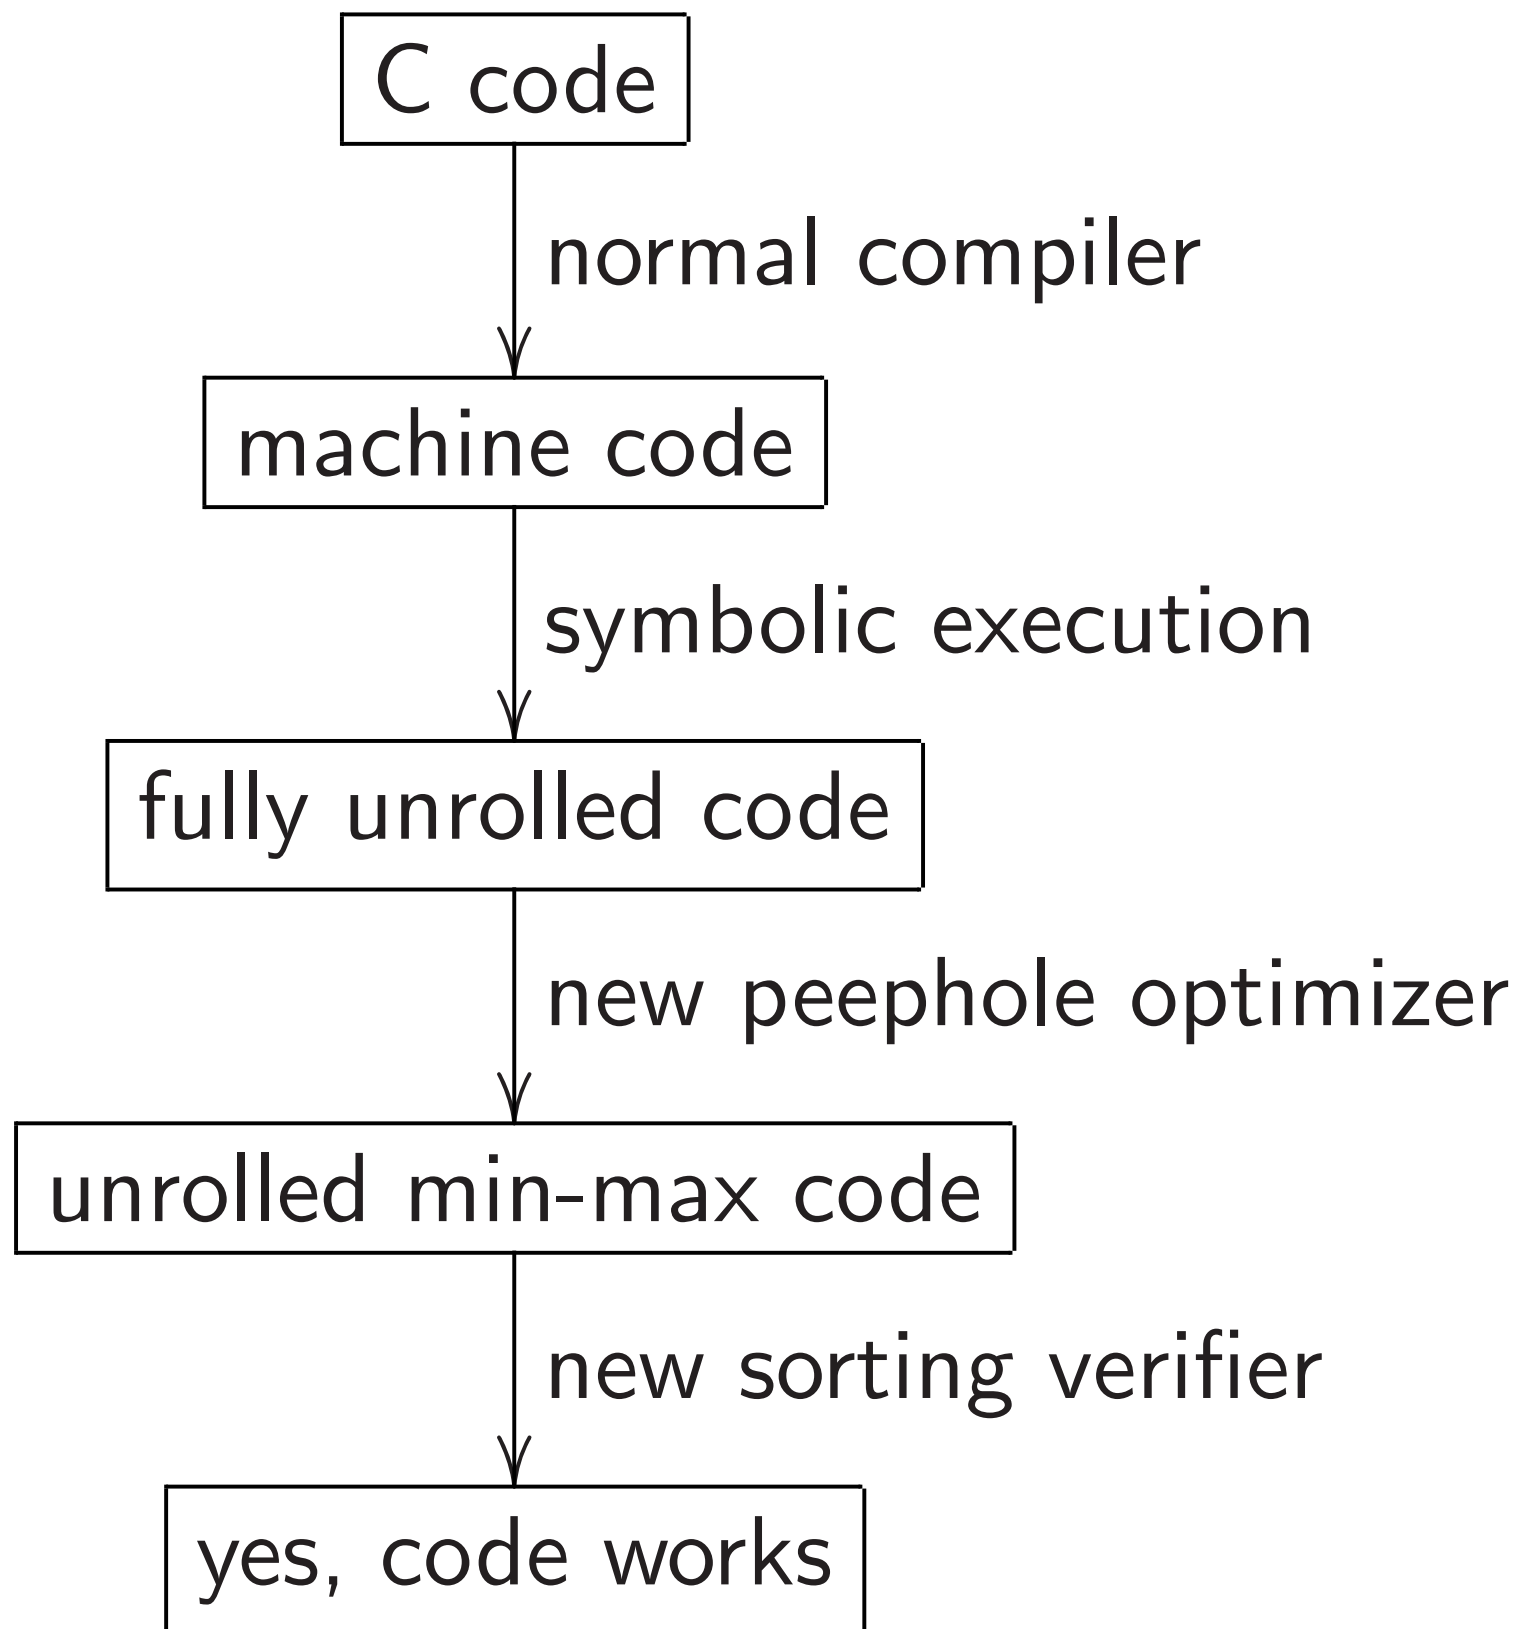 C code
normal compiler
machine code
symbolic execution
fully unrolled code
new peephole optimizer
unrolled min-max code
new sorting verifier
yes, code works